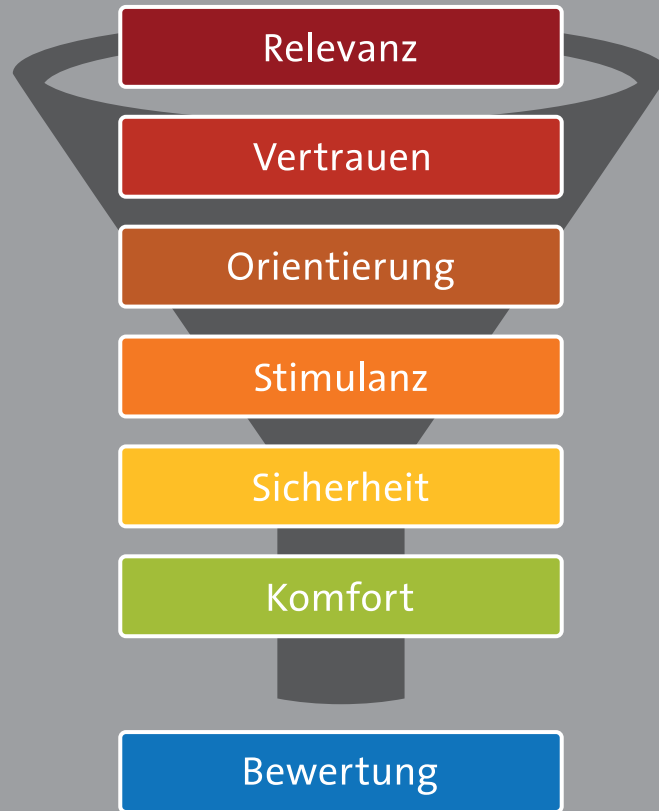 Relevanz
Vertrauen
Orientierung
Stimulanz
Sicherheit
Komfort
Bewertung